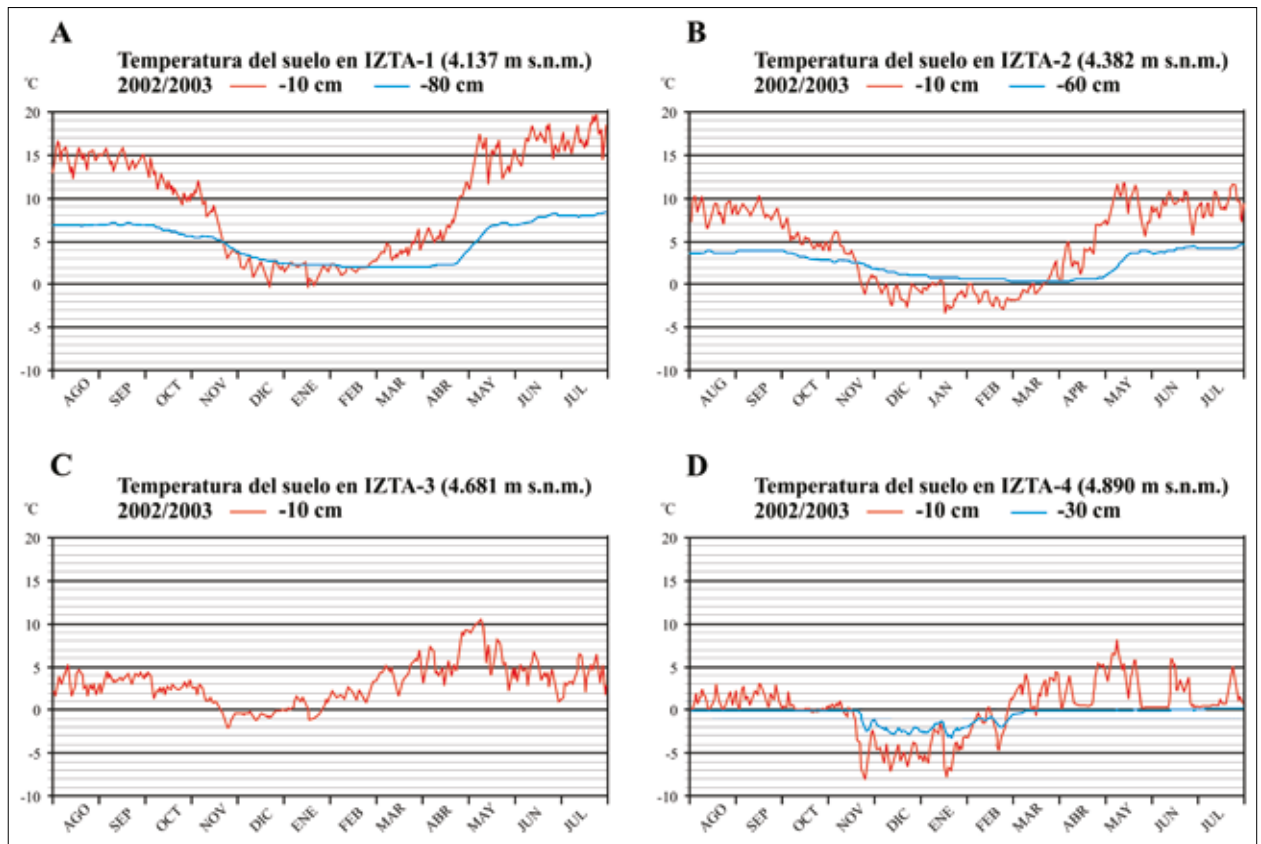 A
Temperatura del suelo en IZTA-1 (4.137 m s.n.m.)
°C
2002/2003 -10 cm -80 cm
20
15
10
5
0
-5
-10
AGO SEP OCT NOV DIC ENE FEB MAR ABR MAY JUN JUL
B
Temperatura del suelo en IZTA-2 (4.382 m s.n.m.)
°C
2002/2003 -10 cm -60 cm
20
15
10
5
0
-5
-10
AUG SEP OCT NOV DIC JAN FEB MAR APR MAY JUN JUL
C
Temperatura del suelo en IZTA-3 (4.681 m s.n.m.)
°C
2002/2003 -10 cm
20
15
10
5
0
-5
-10
AGO SEP OCT NOV DIC ENE FEB MAR ABR MAY JUN JUL
D
Temperatura del suelo en IZTA-4 (4.890 m s.n.m.)
°C
2002/2003 -10 cm -30 cm
20
15
10
5
0
-5
-10
AGO SEP OCT NOV DIC ENE FEB MAR ABR MAY JUN JUL